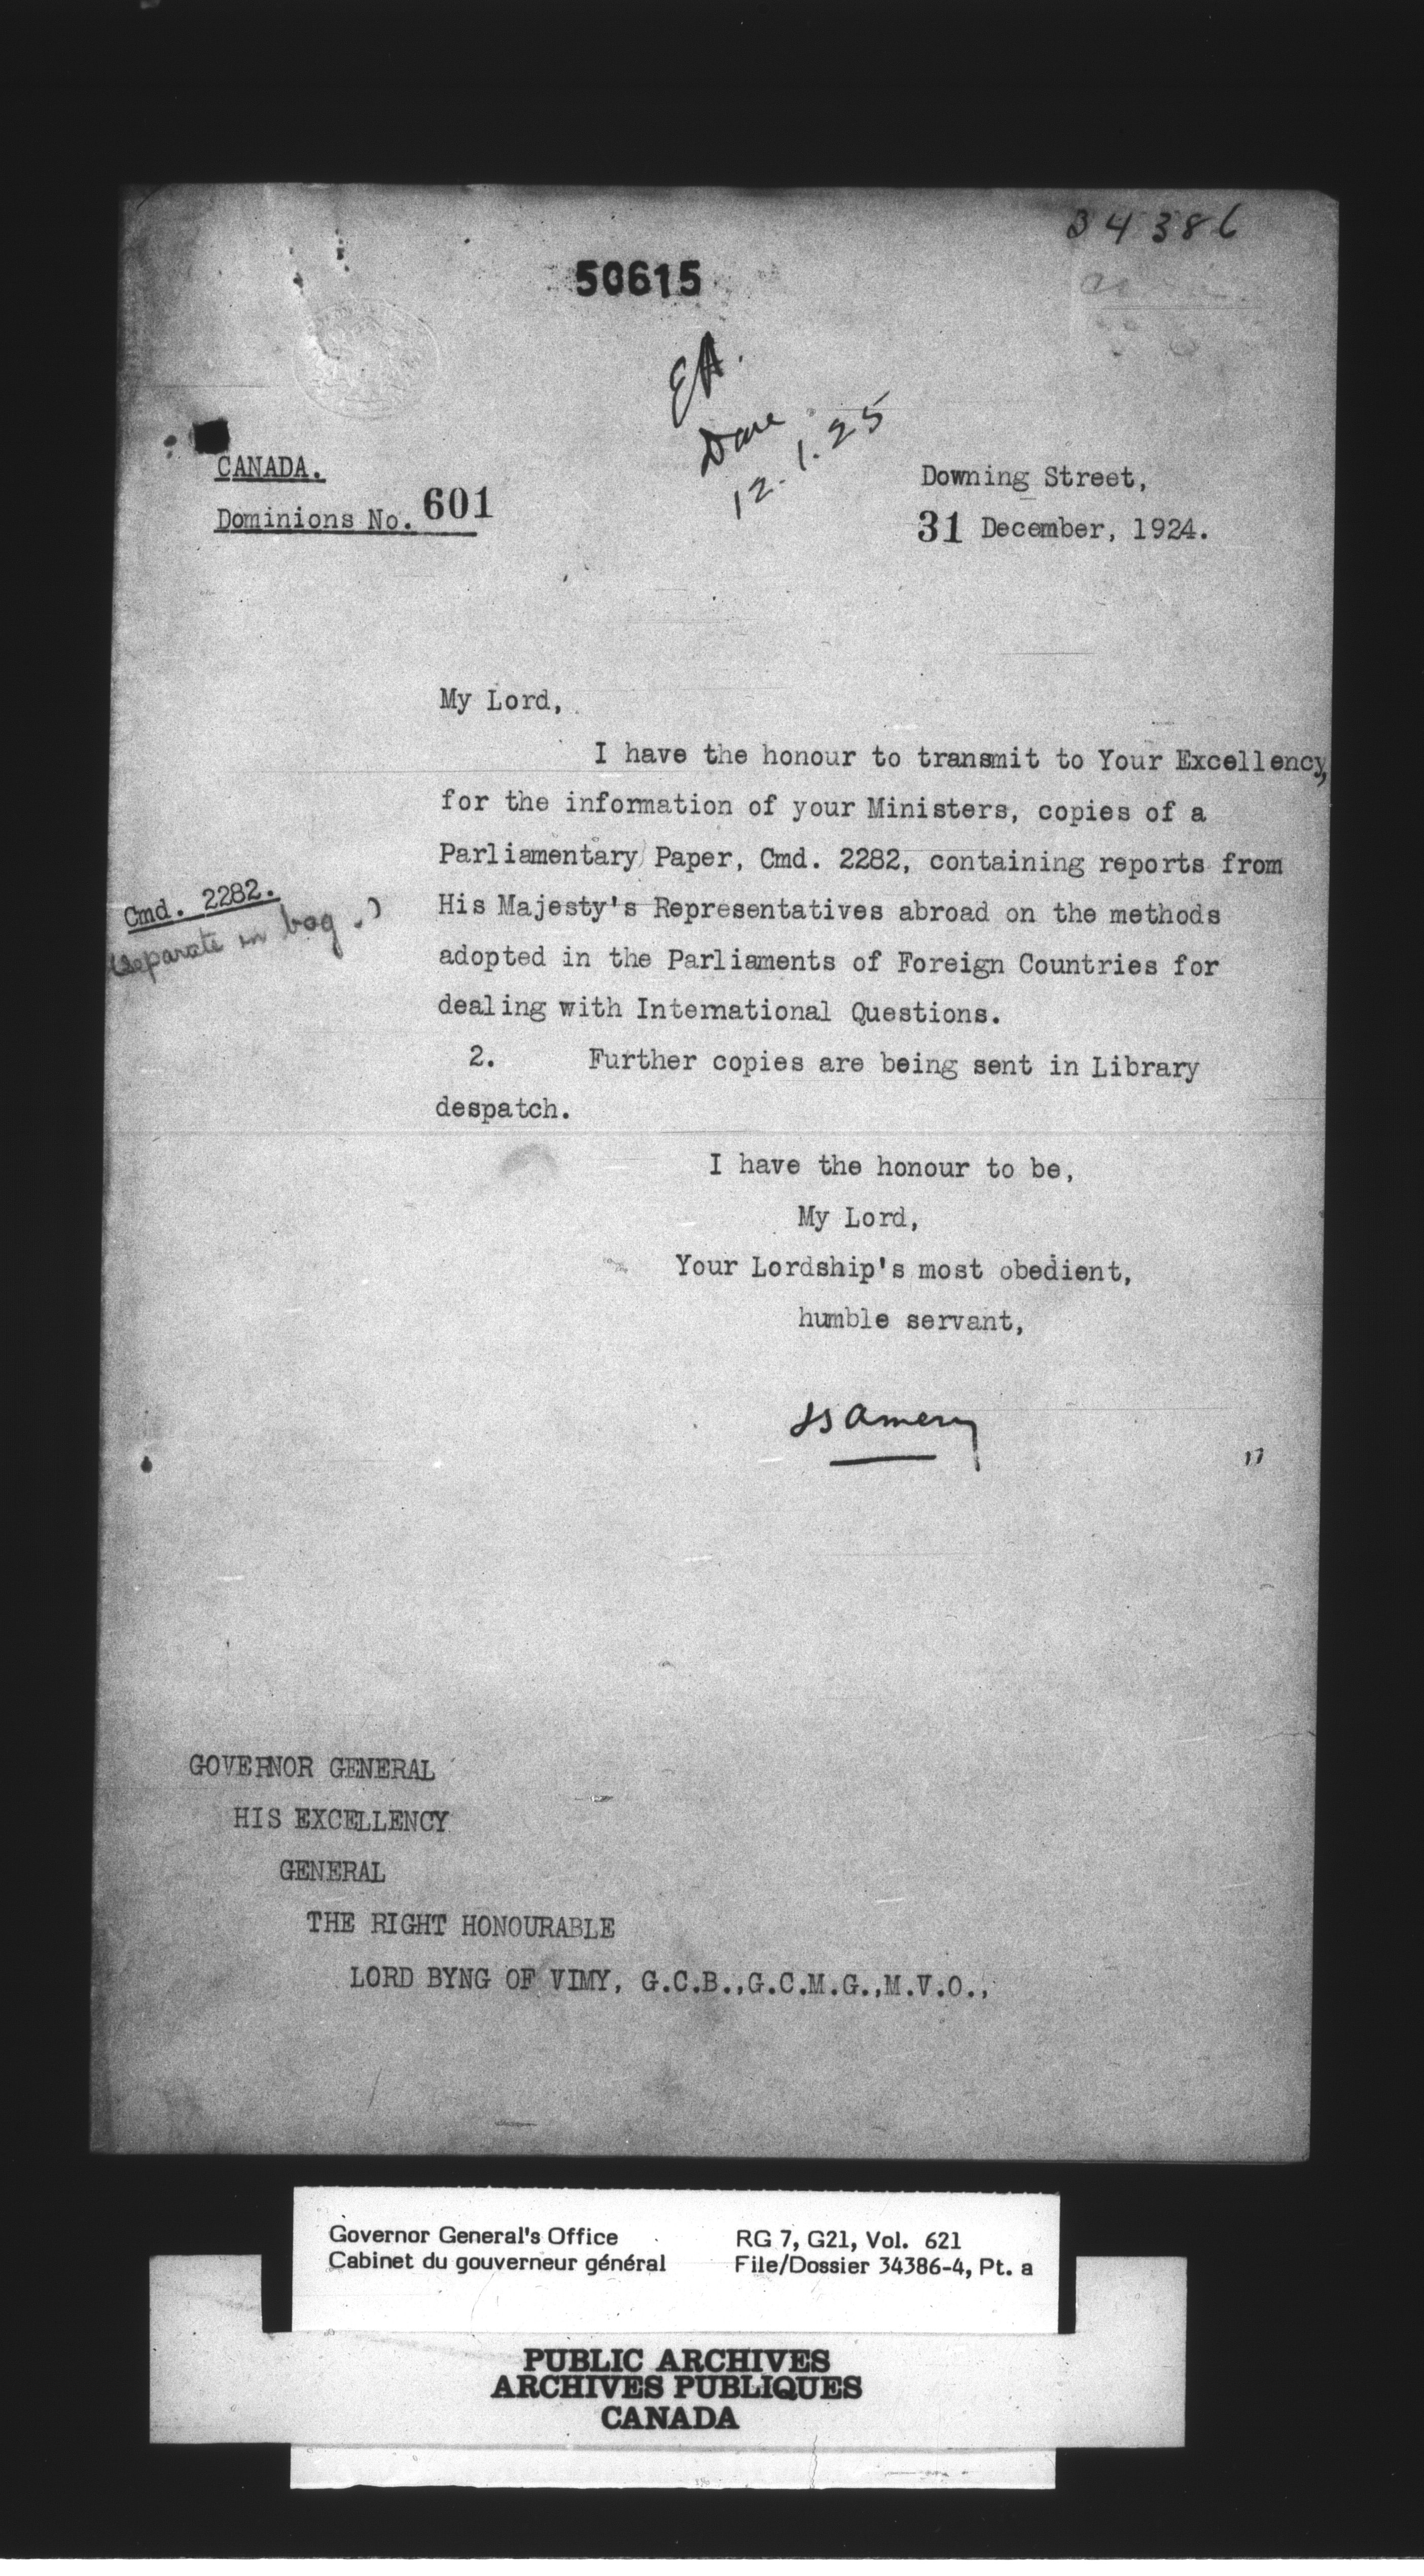 34386
50615
EA.
12.1.25
CANADA.
Dominions No. 601
Downing Street,
31 December, 1924.
My Lord,
I have the honour to transmit to Your Excellency,
for the information of your Ministers, copies of a
Parliamentary Paper, Cmd. 2282, containing reports from
His Majesty's Representatives abroad on the methods
adopted in the Parliaments of Foreign Countries for
dealing with International Questions.
Cmd. 2282.
(Separate in bag.)
2. Further copies are being sent in Library
despatch.
I have the honour to be,
My Lord,
Your Lordship's most obedient,
humble servant,
LS Amery
GOVERNOR GENERAL
HIS EXCELLENCY
GENERAL
THE RIGHT HONOURABLE
LORD BYNG OF VIMY, G.C.B.,G.C.M.G.,M.V.O.,
Governor General's Office
Cabinet du gouverneur général
RG 7, G21, Vol. 621
File/Dossier 34386-4, Pt. a
PUBLIC ARCHIVES
ARCHIVES PUBLIQUES
CANADA